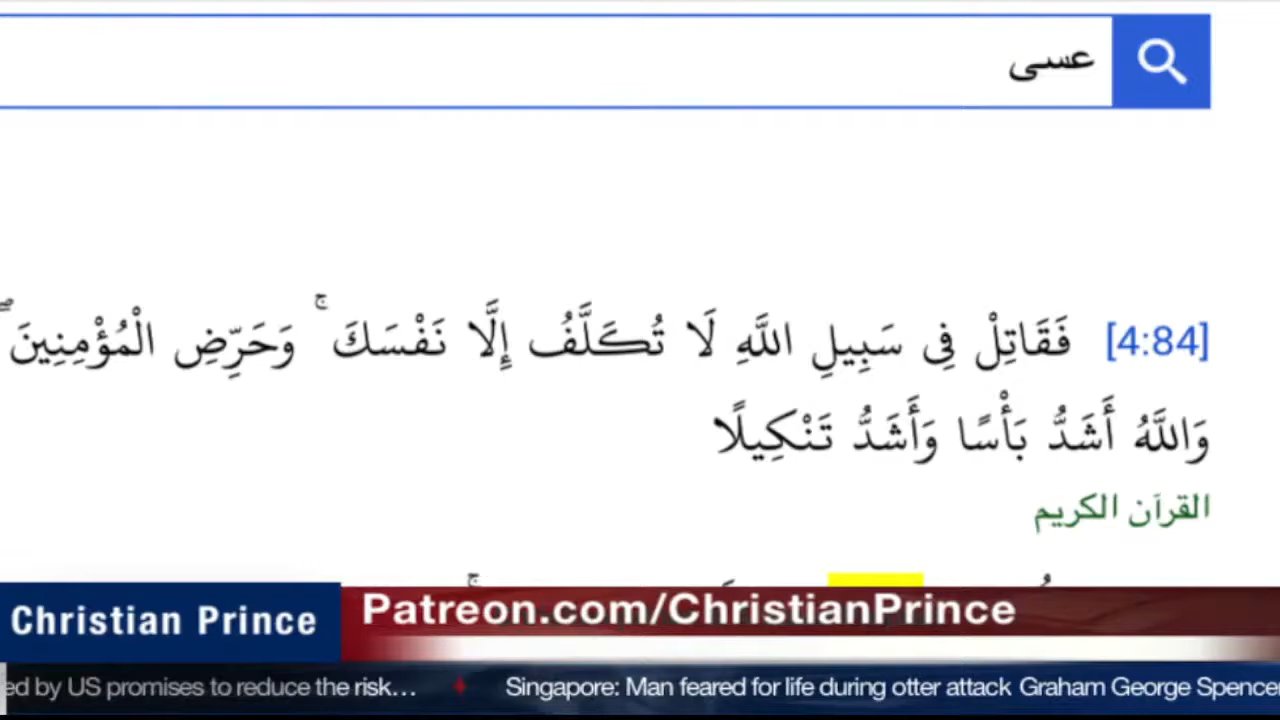 عسى
[4:84] فَقَاتِلْ فِى سَبِيلِ اللَّهِ لَا تُكَلَّفُ إِلَّا نَفْسَكَ ۚ وَحَرِّضِ الْمُؤْمِنِينَ
وَاللَّهُ أَشَدُّ بَأْسًا وَأَشَدُّ تَنْكِيلًا
القرآن الكريم
Christian Prince
Patreon.com/ChristianPrince
ed by US promises to reduce the risk… Singapore: Man feared for life during otter attack Graham George Spencer